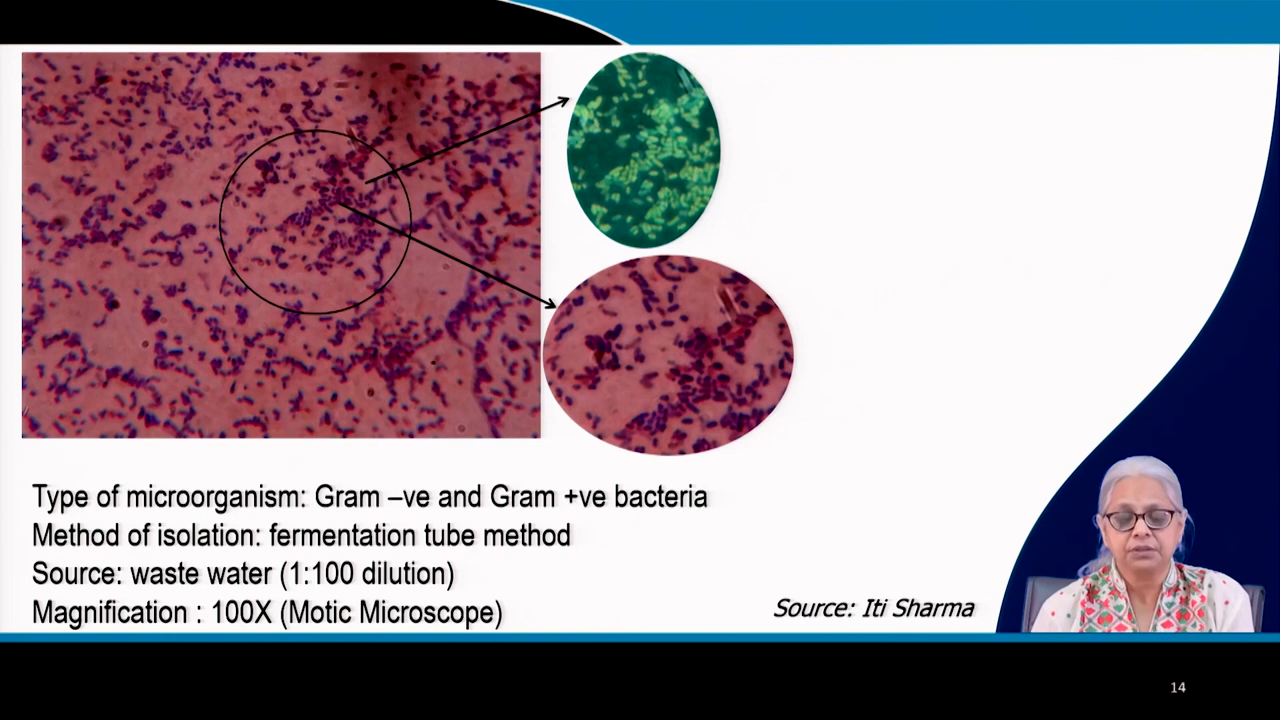 Type of microorganism: Gram –ve and Gram +ve bacteria
Method of isolation: fermentation tube method
Source: waste water (1:100 dilution)
Magnification : 100X (Motic Microscope)
Source: Iti Sharma
14